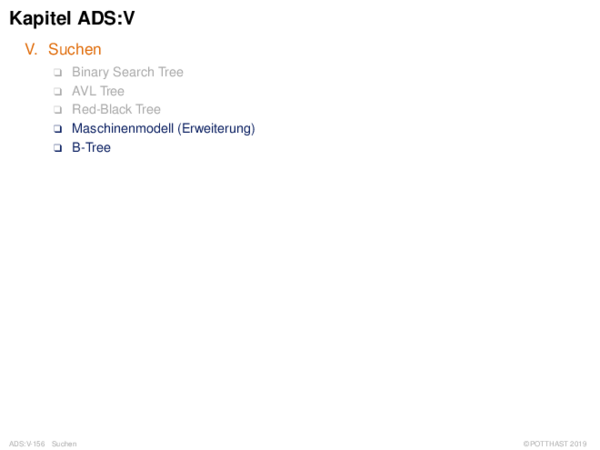 Kapitel ADS:V
V. Suchen
❑ Binary Search Tree
❑ AVL Tree
❑ Red-Black Tree
❑ Maschinenmodell (Erweiterung)
❑ B-Tree
ADS:V-156 Suchen ©POTTHAST 2019